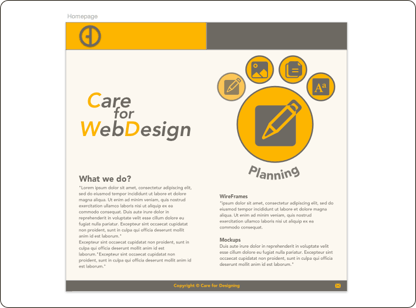 Homepage
Care
for
WebDesign
Aa
Planning
What we do?
"Lorem ipsum dolor sit amet, consectetur adipiscing elit,
sed do eiusmod tempor incididunt ut labore et dolore
magna aliqua. Ut enim ad minim veniam, quis nostrud
exercitation ullamco laboris nisi ut aliquip ex ea
commodo consequat. Duis aute irure dolor in
reprehenderit in voluptate velit esse cillum dolore eu
fugiat nulla pariatur. Excepteur sint occaecat cupidatat
non proident, sunt in culpa qui officia deserunt mollit
anim id est laborum."
Excepteur sint occaecat cupidatat non proident, sunt in
culpa qui officia deserunt mollit anim id est
laborum."Excepteur sint occaecat cupidatat non
proident, sunt in culpa qui officia deserunt mollit anim
id est laborum.
WireFrames
"Lorem ipsum dolor sit amet, consectetur
adipiscing elit, sed do eiusmod tempor
incididunt ut labore et dolore magna aliqua.
Ut enim ad minim veniam, quis nostrud
exercitation ullamco laboris nisi ut aliquip
ex ea commodo consequat.
Mockups
Duis aute irure dolor in reprehenderit in voluptate
velit esse cillum dolore eu fugiat nulla pariatur.
Excepteur sint occaecat cupidatat non proident,
sunt in culpa qui officia deserunt mollit anim
id est laborum."
Copyright © Care for Designing